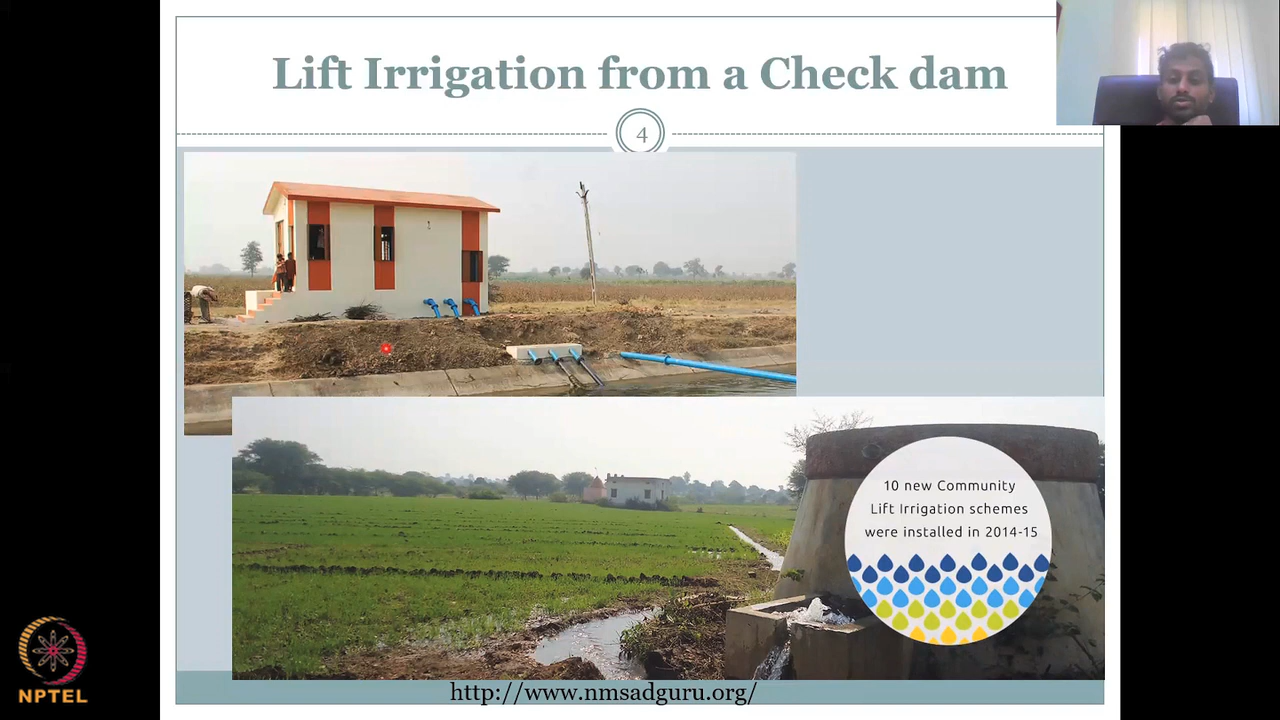 Lift Irrigation from a Check dam
4
10 new Community
Lift Irrigation schemes
were installed in 2014-15
http://www.nmsadguru.org/
NPTEL